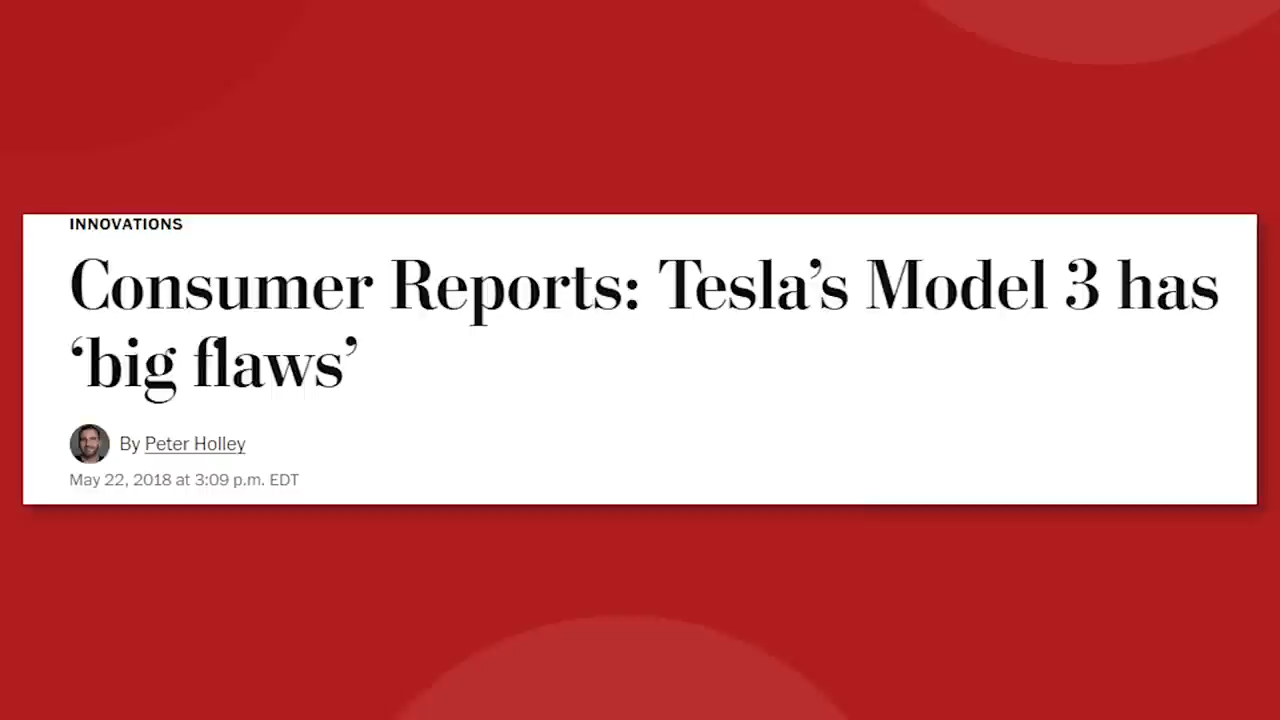 INNOVATIONS
Consumer Reports: Tesla’s Model 3 has
‘big flaws’
By Peter Holley
May 22, 2018 at 3:09 p.m. EDT